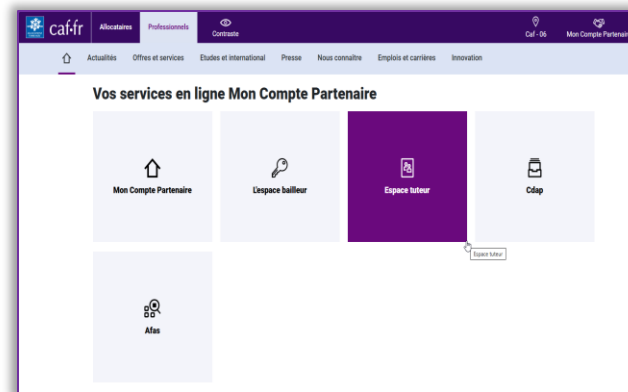 caf.fr
Allocataires
Professionnels
Contraste
Caf - 06
Mon Compte Partenaire
Actualités
Offres et services
Etudes et international
Presse
Nous connaître
Emplois et carrières
Innovation
Vos services en ligne Mon Compte Partenaire
Mon Compte Partenaire
L'espace bailleur
Espace tuteur
Cdap
Espace tuteur
Afas